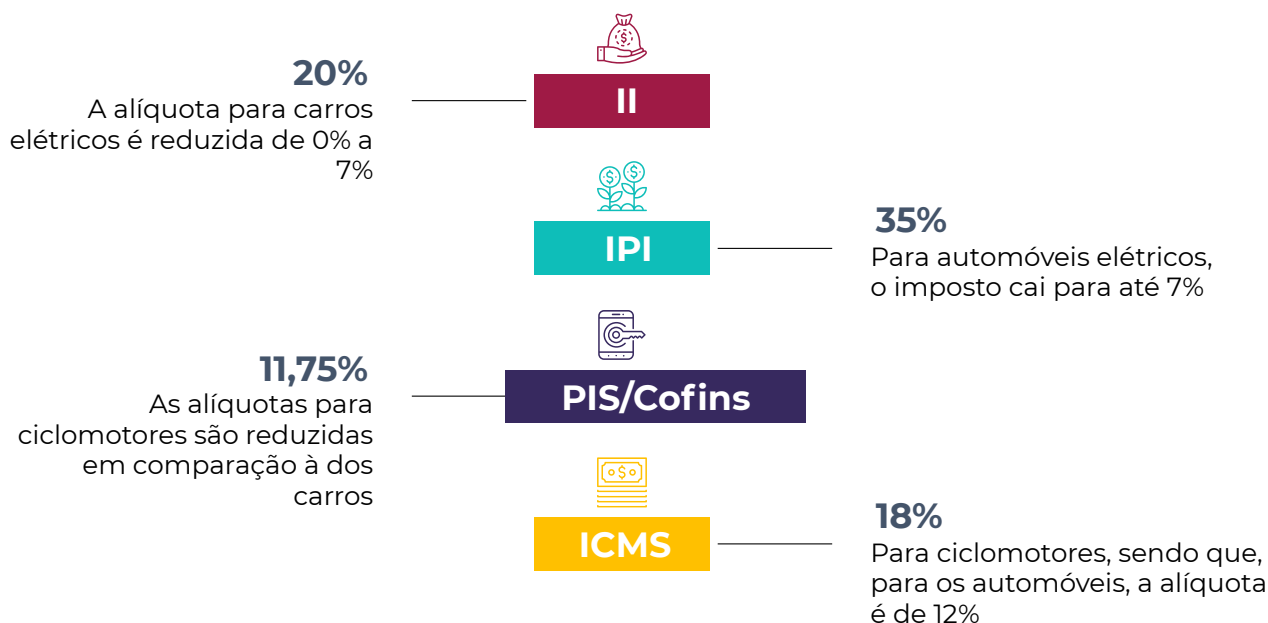 II
20%
A alíquota para carros
elétricos é reduzida de 0% a
7%
IPI
35%
Para automóveis elétricos,
o imposto cai para até 7%
PIS/Cofins
11,75%
As alíquotas para
ciclomotores são reduzidas
em comparação à dos
carros
ICMS
18%
Para ciclomotores, sendo que,
para os automóveis, a alíquota
é de 12%